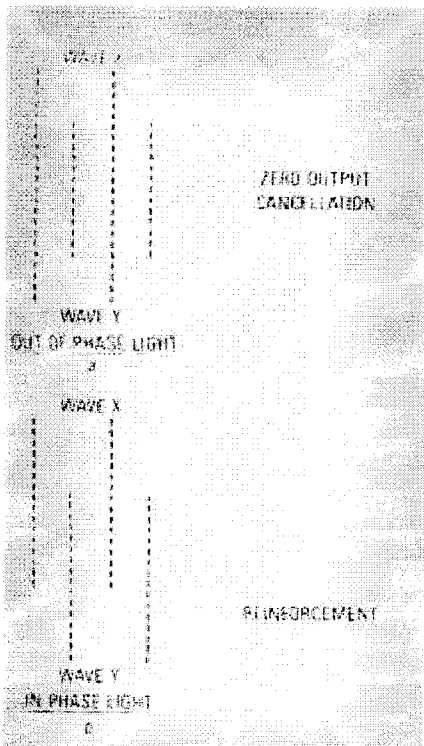 WAVE
ZERO OUTPUT
CANCELLATION
WAVE Y
OUT OF PHASE LIGHT
a
WAVE X
REINFORCEMENT
WAVE Y
IN PHASE LIGHT